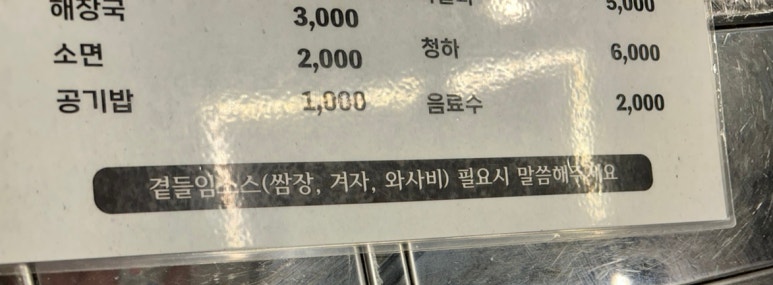 해장국 3,000
소면 2,000
공기밥 1,000
5,000
청하 6,000
음료수 2,000
곁들임소스(쌈장, 겨자, 와사비) 필요시 말씀해주세요